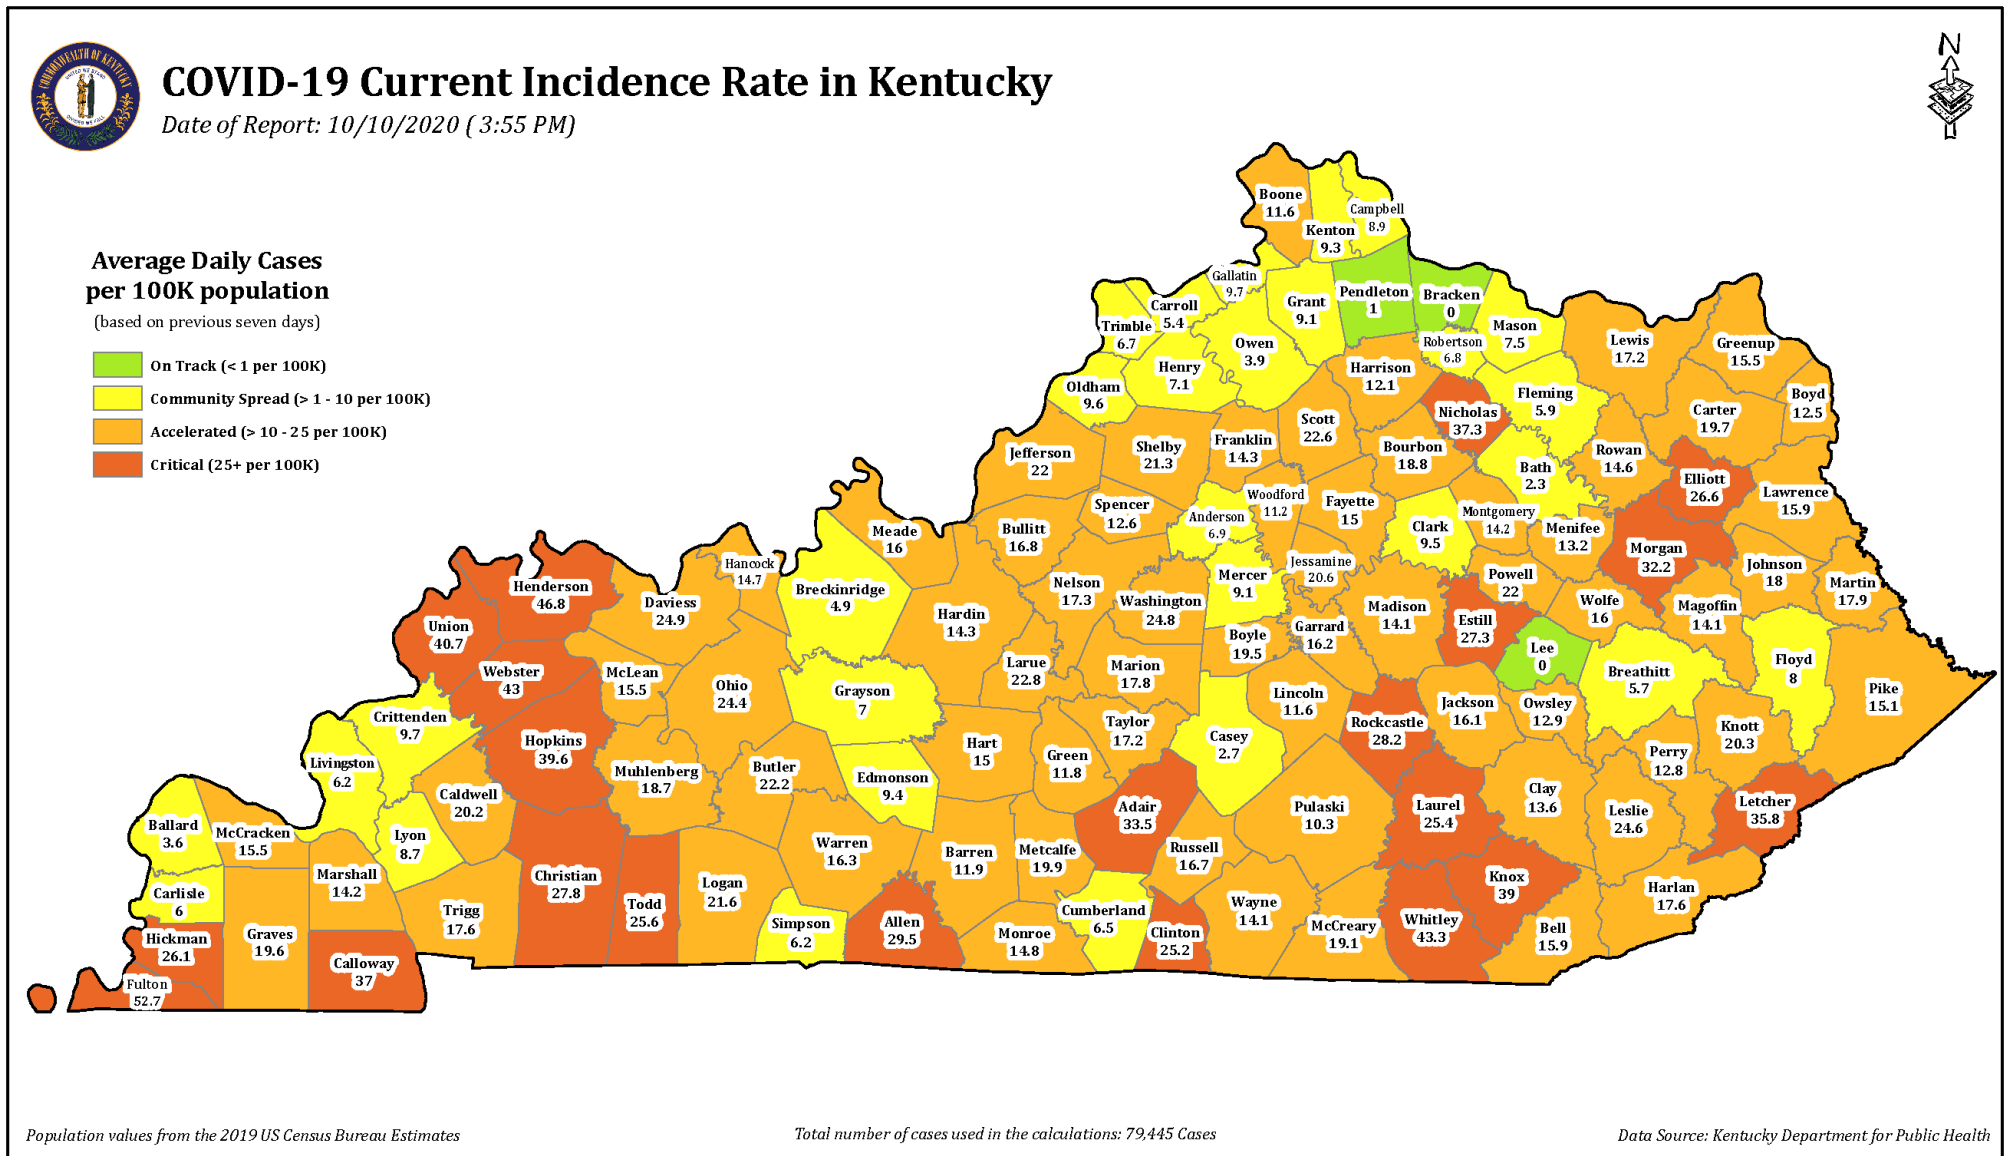 COMMONWEALTH OF KENTUCKY
UNITED WE STAND
DIVIDED WE FALL
COVID-19 Current Incidence Rate in Kentucky
Date of Report: 10/10/2020 ( 3:55 PM)
N
Average Daily Cases
per 100K population
(based on previous seven days)
On Track (< 1 per 100K)
Community Spread (> 1 - 10 per 100K)
Accelerated (> 10 - 25 per 100K)
Critical (25+ per 100K)
Boone
11.6
Kenton
9.3
Campbell
8.9
Gallatin
9.7
Carroll
5.4
Trimble
6.7
Grant
9.1
Pendleton
1
Bracken
0
Mason
7.5
Robertson
6.8
Lewis
17.2
Greenup
15.5
Owen
3.9
Henry
7.1
Oldham
9.6
Harrison
12.1
Nicholas
37.3
Fleming
5.9
Carter
19.7
Boyd
12.5
Jefferson
22
Shelby
21.3
Franklin
14.3
Scott
22.6
Bourbon
18.8
Bath
2.3
Rowan
14.6
Elliott
26.6
Lawrence
15.9
Meade
16
Bullitt
16.8
Spencer
12.6
Anderson
6.9
Woodford
11.2
Fayette
15
Clark
9.5
Montgomery
14.2
Menifee
13.2
Morgan
32.2
Johnson
18
Martin
17.9
Henderson
46.8
Hancock
14.7
Daviess
24.9
Breckinridge
4.9
Hardin
14.3
Nelson
17.3
Washington
24.8
Mercer
9.1
Jessamine
20.6
Madison
14.1
Powell
22
Estill
27.3
Wolfe
16
Magoffin
14.1
Union
40.7
Webster
43
McLean
15.5
Ohio
24.4
Grayson
7
Larue
22.8
Marion
17.8
Boyle
19.5
Garrard
16.2
Lee
0
Breathitt
5.7
Floyd
8
Pike
15.1
Crittenden
9.7
Livingston
6.2
Hopkins
39.6
Muhlenberg
18.7
Butler
22.2
Edmonson
9.4
Hart
15
Green
11.8
Taylor
17.2
Casey
2.7
Lincoln
11.6
Rockcastle
28.2
Jackson
16.1
Owsley
12.9
Perry
12.8
Knott
20.3
Caldwell
20.2
Lyon
8.7
Ballard
3.6
McCracken
15.5
Marshall
14.2
Carlisle
6
Warren
16.3
Barren
11.9
Metcalfe
19.9
Adair
33.5
Russell
16.7
Pulaski
10.3
Laurel
25.4
Clay
13.6
Leslie
24.6
Letcher
35.8
Hickman
26.1
Graves
19.6
Calloway
37
Fulton
52.7
Trigg
17.6
Christian
27.8
Todd
25.6
Logan
21.6
Simpson
6.2
Allen
29.5
Monroe
14.8
Cumberland
6.5
Clinton
25.2
Wayne
14.1
McCreary
19.1
Whitley
43.3
Knox
39
Bell
15.9
Harlan
17.6
Population values from the 2019 US Census Bureau Estimates
Total number of cases used in the calculations: 79,445 Cases
Data Source: Kentucky Department for Public Health